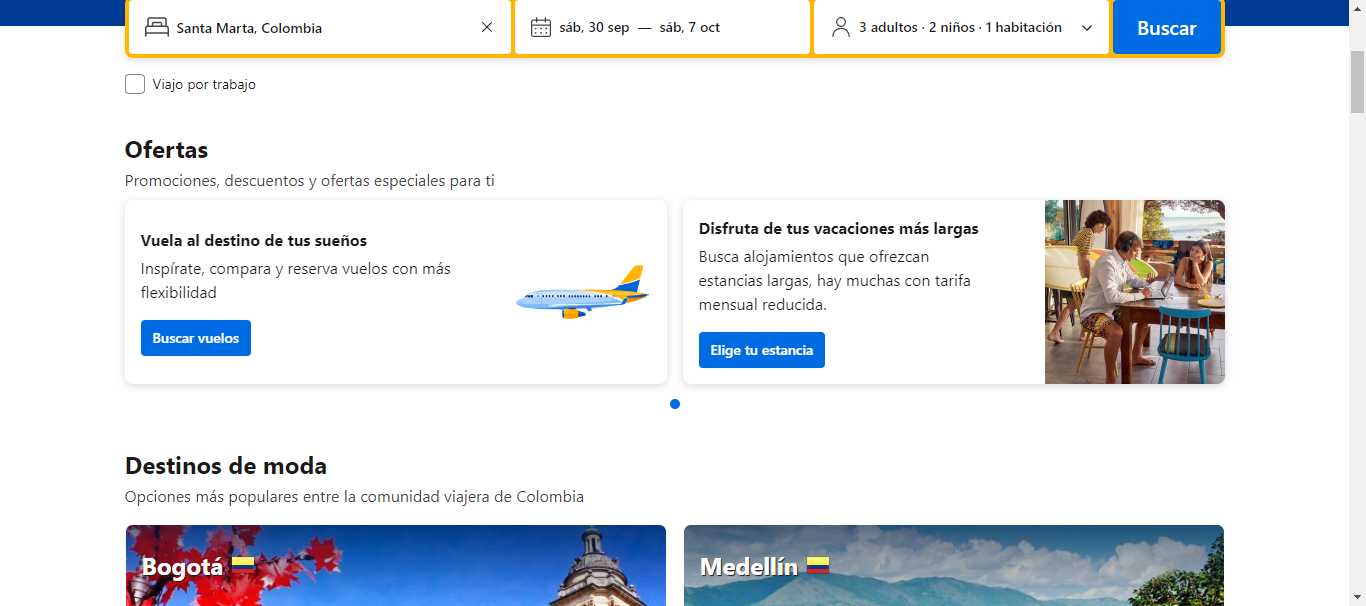 Santa Marta, Colombia
sáb, 30 sep — sáb, 7 oct
3 adultos · 2 niños · 1 habitación
Buscar
Viajo por trabajo
Ofertas
Promociones, descuentos y ofertas especiales para ti
Vuela al destino de tus sueños
Inspírate, compara y reserva vuelos con más
flexibilidad
Buscar vuelos
Disfruta de tus vacaciones más largas
Busca alojamientos que ofrezcan
estancias largas, hay muchas con tarifa
mensual reducida.
Elige tu estancia
Destinos de moda
Opciones más populares entre la comunidad viajera de Colombia
Bogotá
Medellín